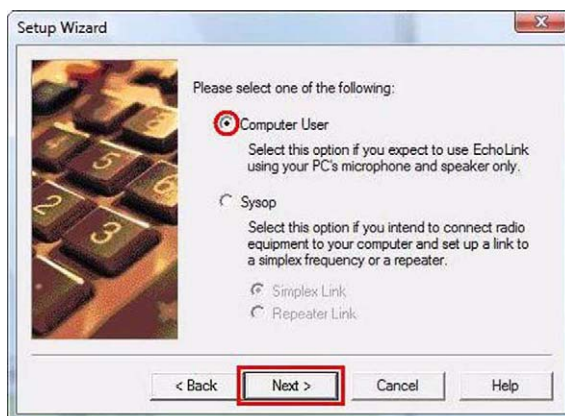 Setup Wizard
Please select one of the following:
Computer User
Select this option if you expect to use EchoLink
using your PC's microphone and speaker only.
Sysop
Select this option if you intend to connect radio
equipment to your computer and set up a link to
a simplex frequency or a repeater.
Simplex Link
Repeater Link
< Back
Next >
Cancel
Help